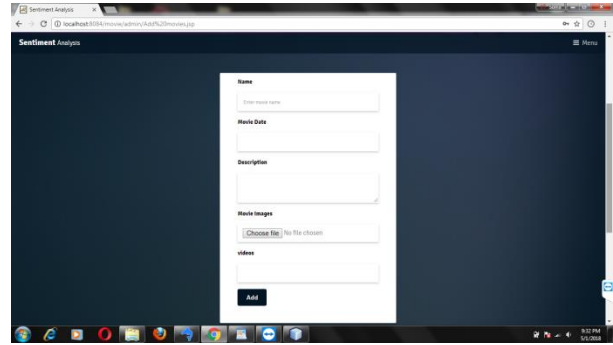 Sentiment Analysis
localhost:8084/movie/admin/Add%20movies.jsp
Sentiment Analysis
Menu
Name
Enter movie name
Movie Date
Description
Movie Images
Choose file No file chosen
videos
Add
9:32 PM
5/1/2018